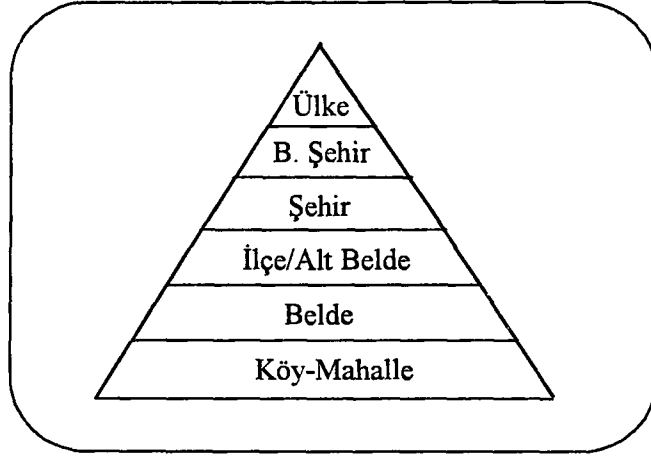 Ülke
B. Şehir
Şehir
İlçe/Alt Belde
Belde
Köy-Mahalle